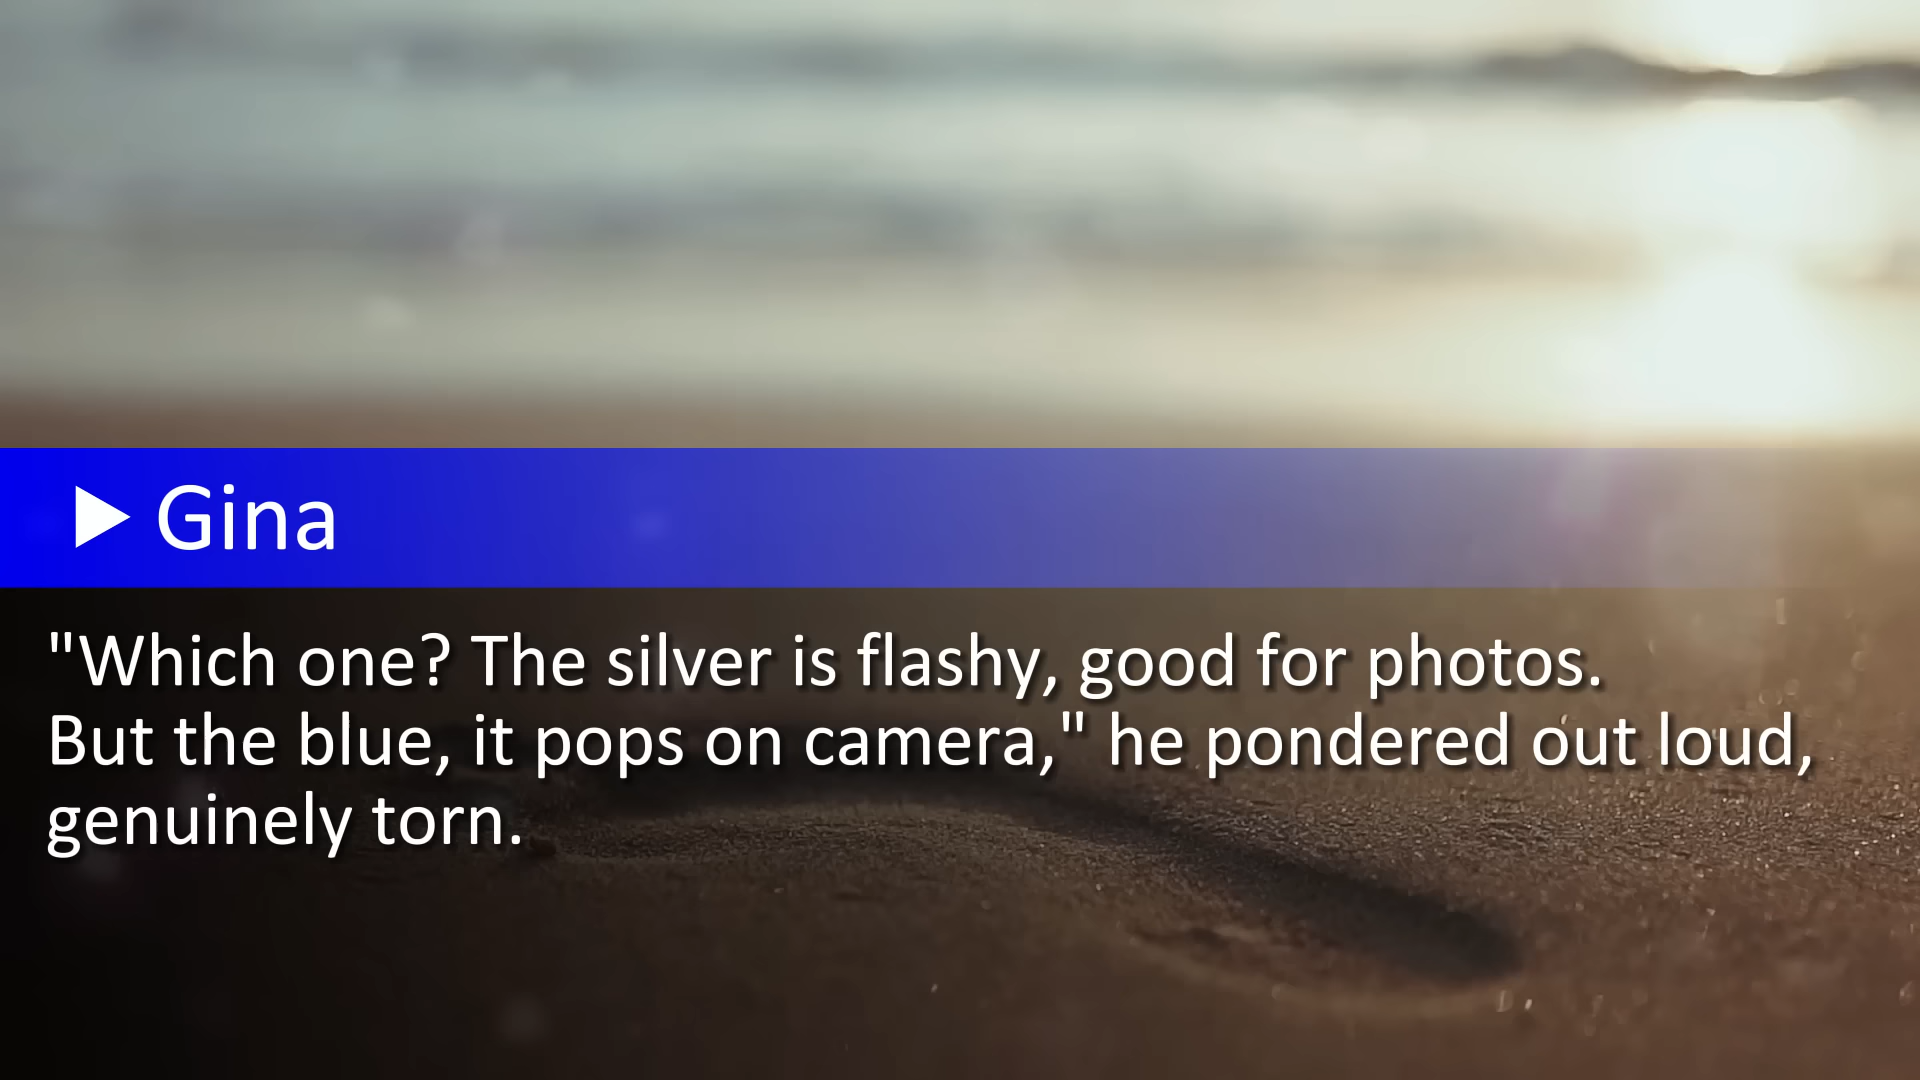 ▶ Gina
"Which one? The silver is flashy, good for photos.
But the blue, it pops on camera," he pondered out loud,
genuinely torn.